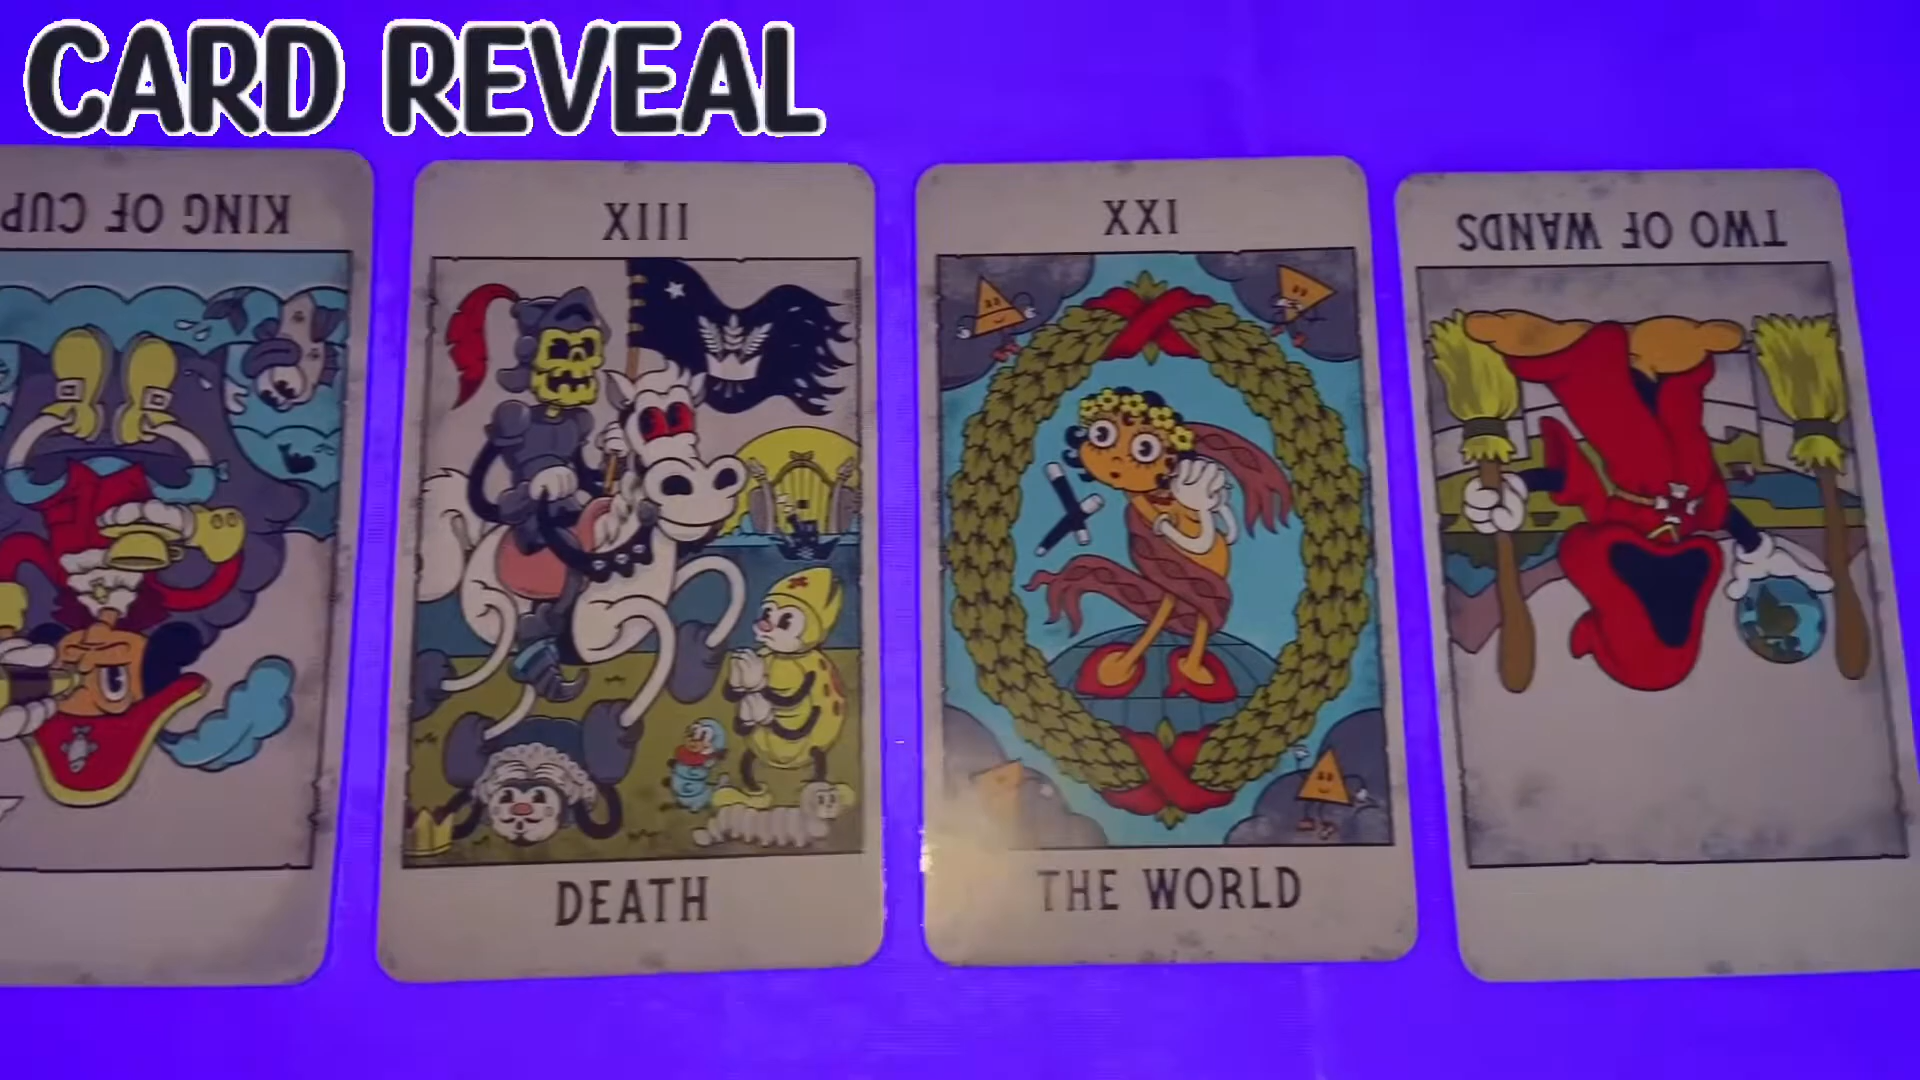 CARD REVEAL
KING OF CUP
XIII
DEATH
XXI
THE WORLD
TWO OF WANDS